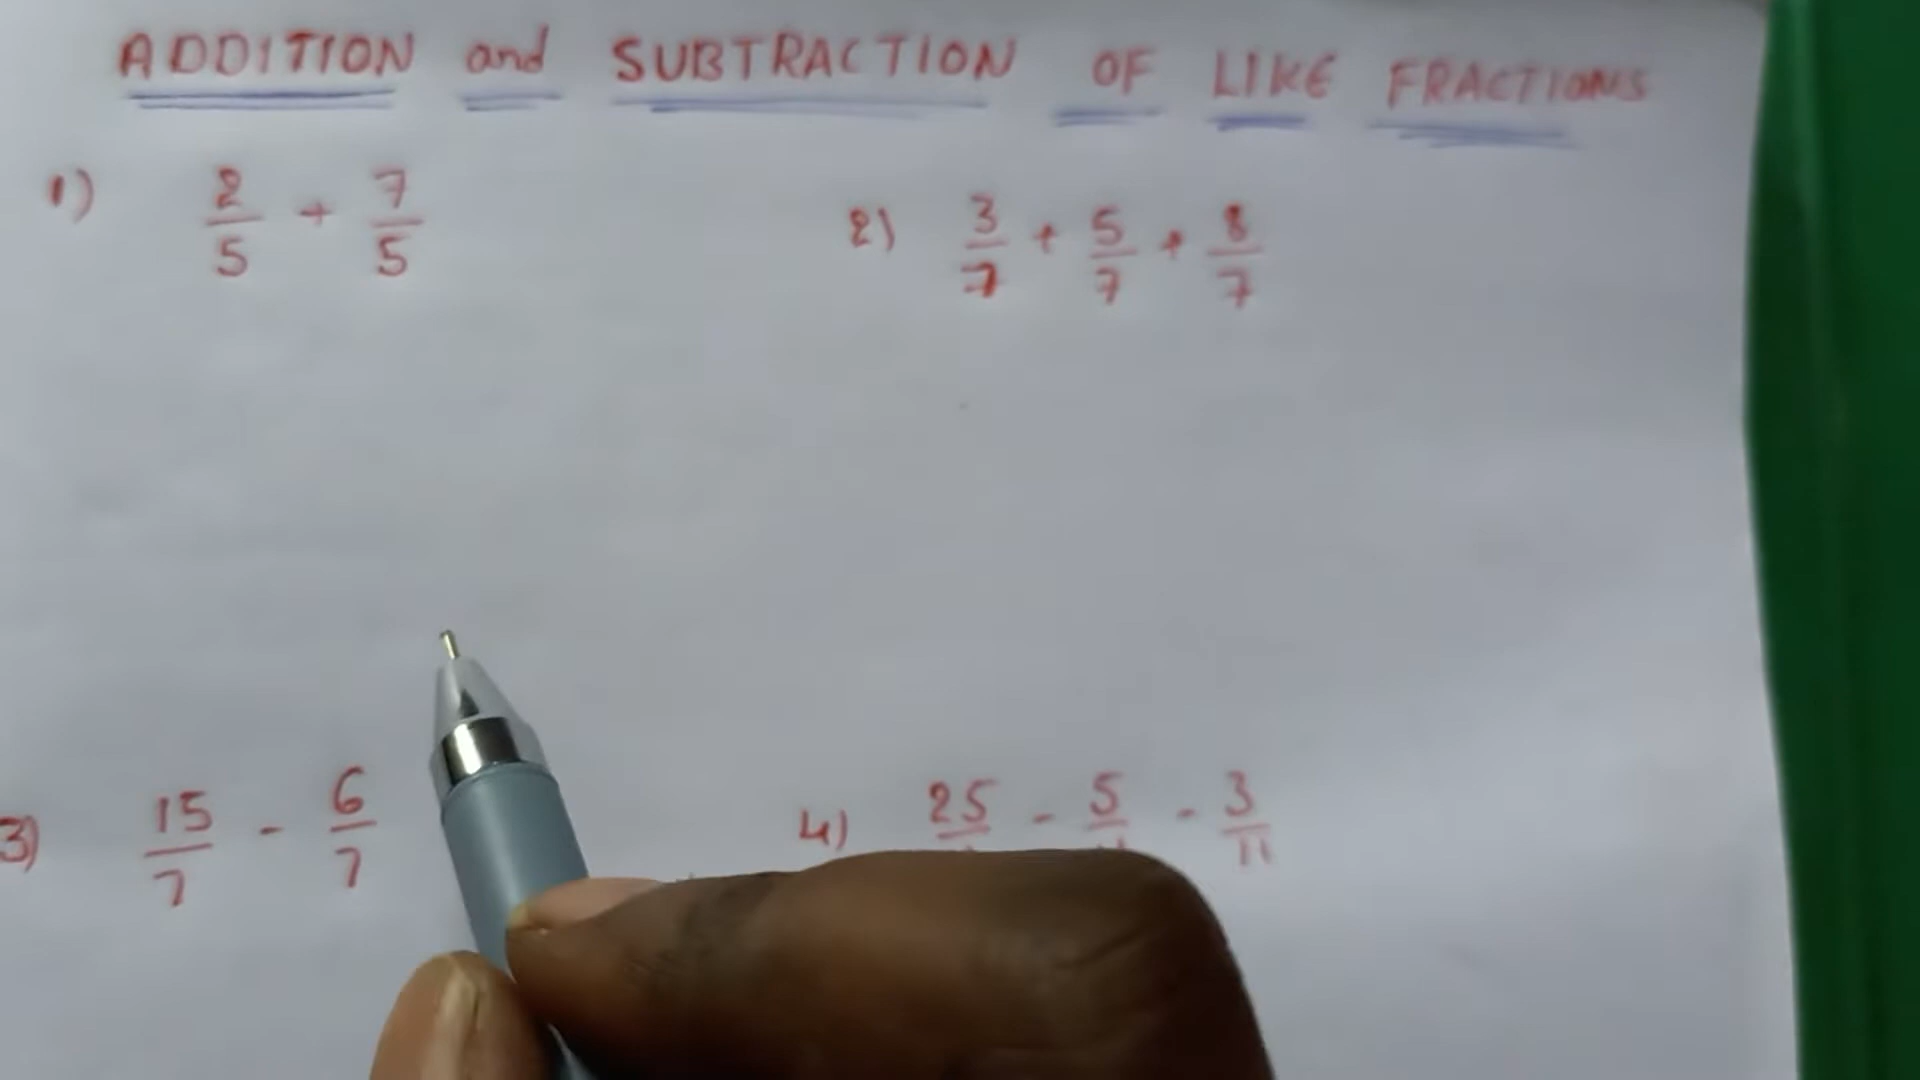 ADDITION and SUBTRACTION OF LIKE FRACTIONS
1) 2/5 + 7/5
2) 3/7 + 5/7 + 8/7
3) 15/7 - 6/7
4) 25 - 5 - 3/11